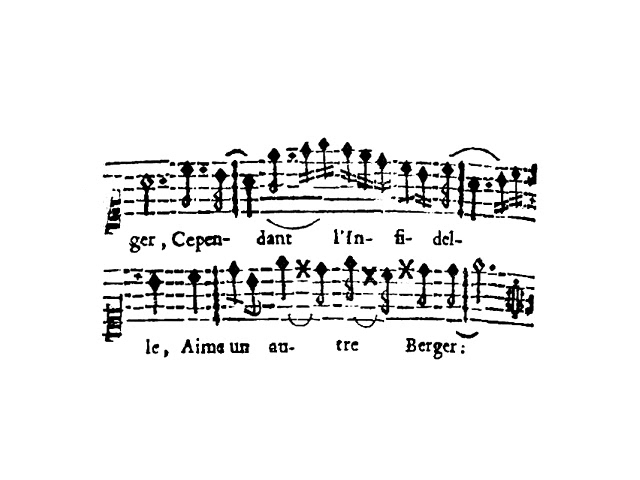 ger, Cepen- dant l'In- fi- del-
le, Aime un au- tre Berger: